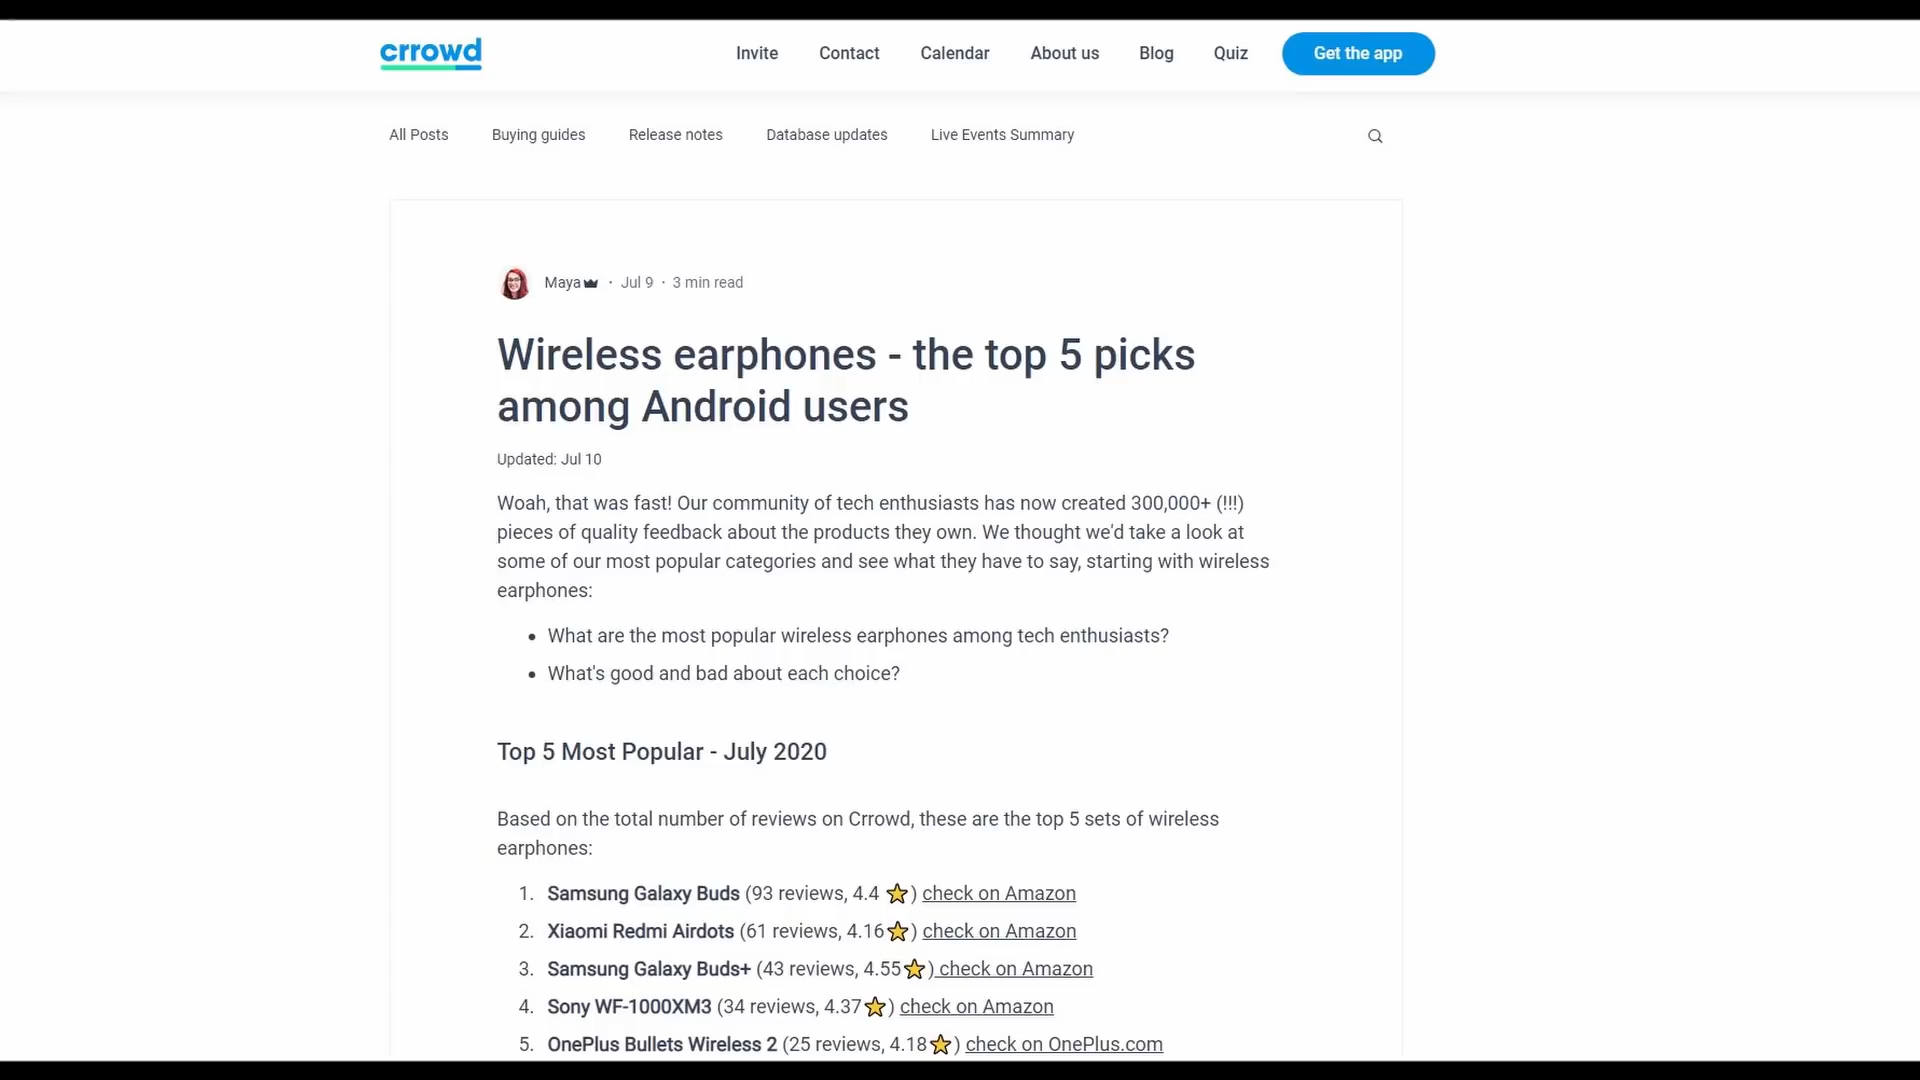 crrowd
Invite
Contact
Calendar
About us
Blog
Quiz
Get the app
All Posts
Buying guides
Release notes
Database updates
Live Events Summary
Maya · Jul 9 · 3 min read
Wireless earphones - the top 5 picks
among Android users
Updated: Jul 10
Woah, that was fast! Our community of tech enthusiasts has now created 300,000+ (!!!)
pieces of quality feedback about the products they own. We thought we'd take a look at
some of our most popular categories and see what they have to say, starting with wireless
earphones:
• What are the most popular wireless earphones among tech enthusiasts?
• What's good and bad about each choice?
Top 5 Most Popular - July 2020
Based on the total number of reviews on Crrowd, these are the top 5 sets of wireless
earphones:
1. Samsung Galaxy Buds (93 reviews, 4.4 ⭐) check on Amazon
2. Xiaomi Redmi Airdots (61 reviews, 4.16⭐) check on Amazon
3. Samsung Galaxy Buds+ (43 reviews, 4.55⭐) check on Amazon
4. Sony WF-1000XM3 (34 reviews, 4.37⭐) check on Amazon
5. OnePlus Bullets Wireless 2 (25 reviews, 4.18⭐) check on OnePlus.com